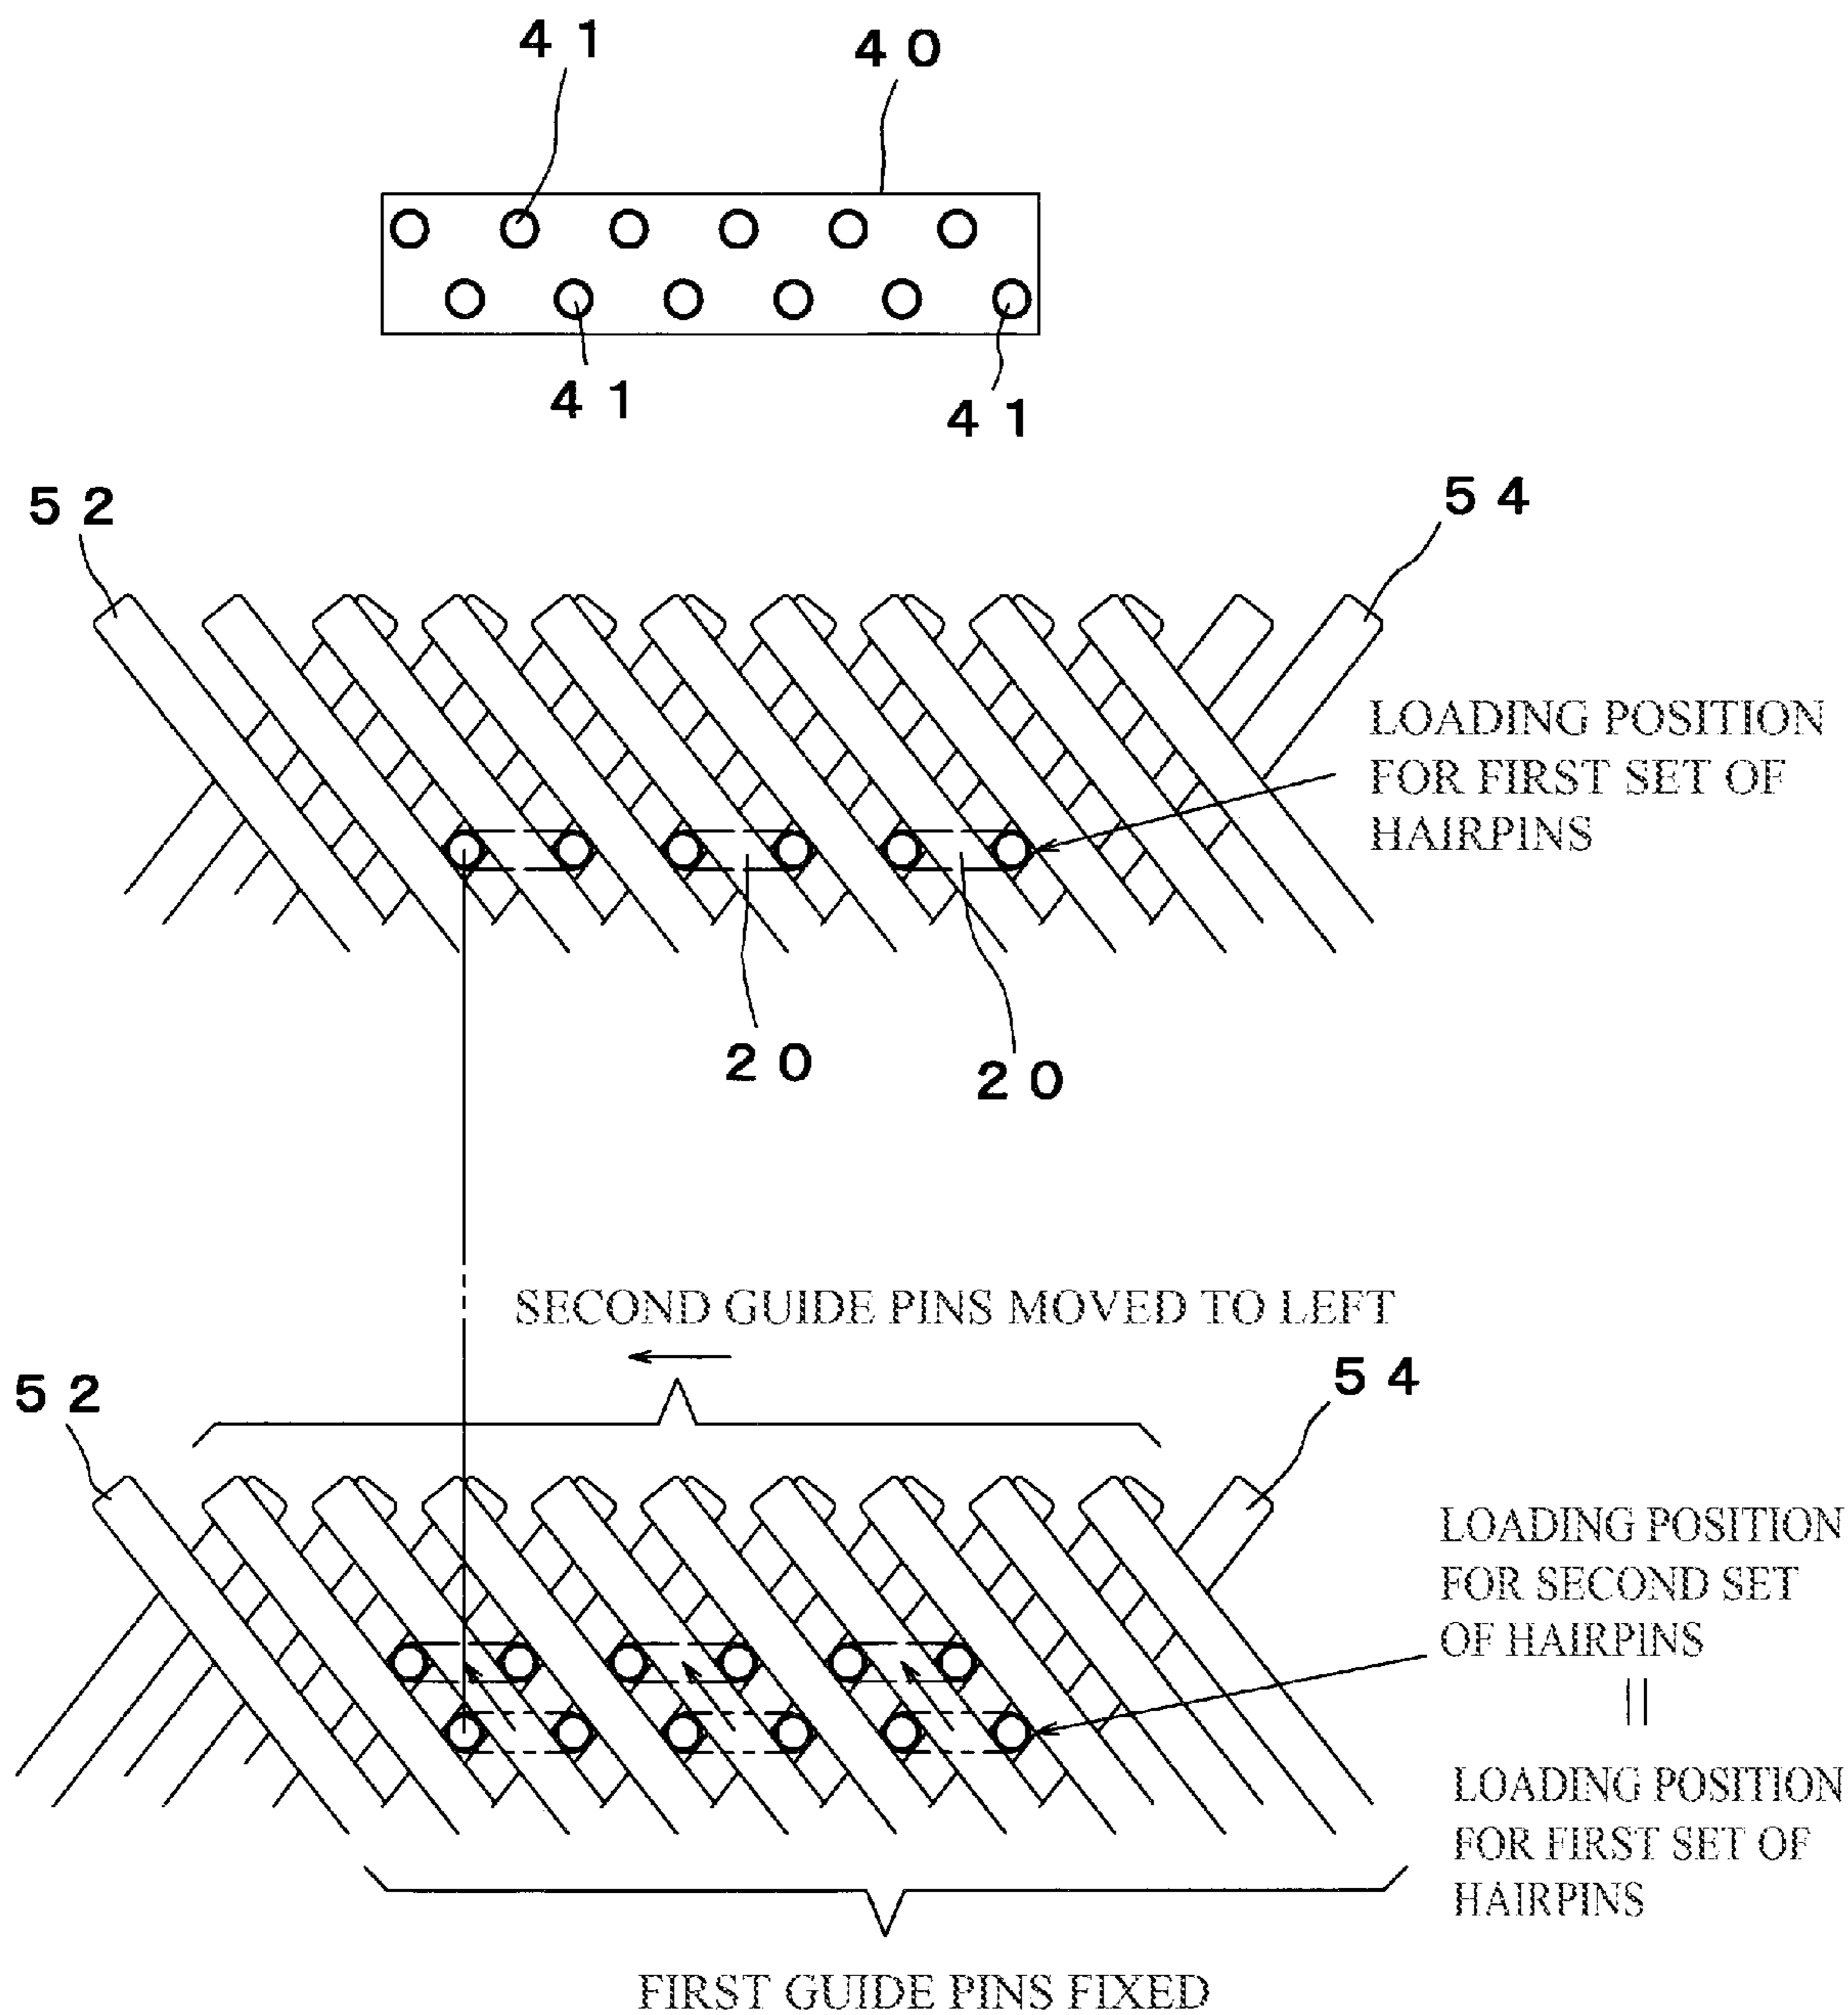 41
40
41
41
52
54
LOADING POSITION
FOR FIRST SET OF
HAIRPINS
20
20
SECOND GUIDE PINS MOVED TO LEFT
52
54
LOADING POSITION
FOR SECOND SET
OF HAIRPINS
=
LOADING POSITION
FOR FIRST SET OF
HAIRPINS
FIRST GUIDE PINS FIXED